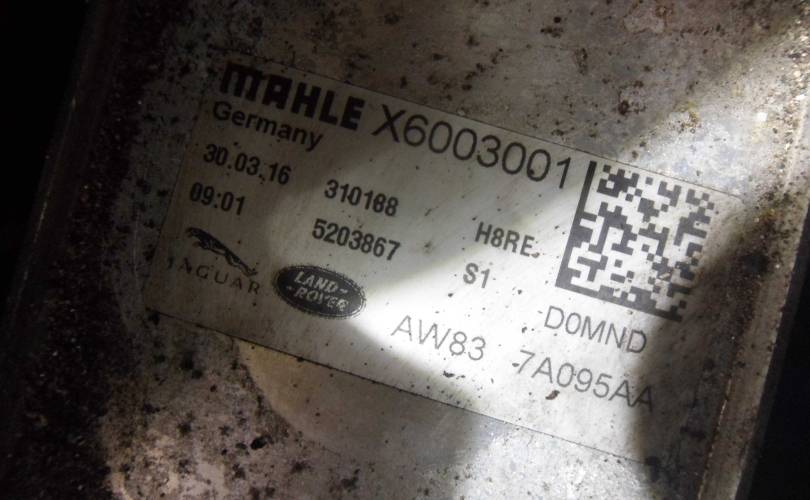 MAHLE X6003001
Germany
30.03.16 310188 H8RE
09:01 5203867 S1
JAGUAR LAND-ROVER D0MND
AW83 7A095AA